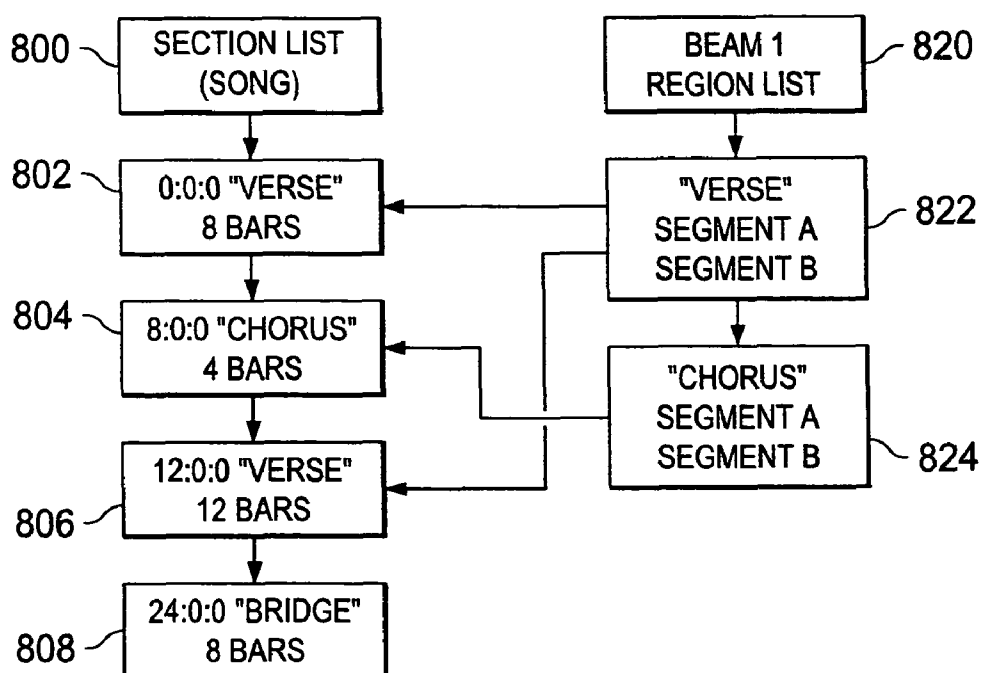 800
SECTION LIST
(SONG)
802
0:0:0 "VERSE"
8 BARS
804
8:0:0 "CHORUS"
4 BARS
806
12:0:0 "VERSE"
12 BARS
808
24:0:0 "BRIDGE"
8 BARS
BEAM 1
REGION LIST
820
"VERSE"
SEGMENT A
SEGMENT B
822
"CHORUS"
SEGMENT A
SEGMENT B
824